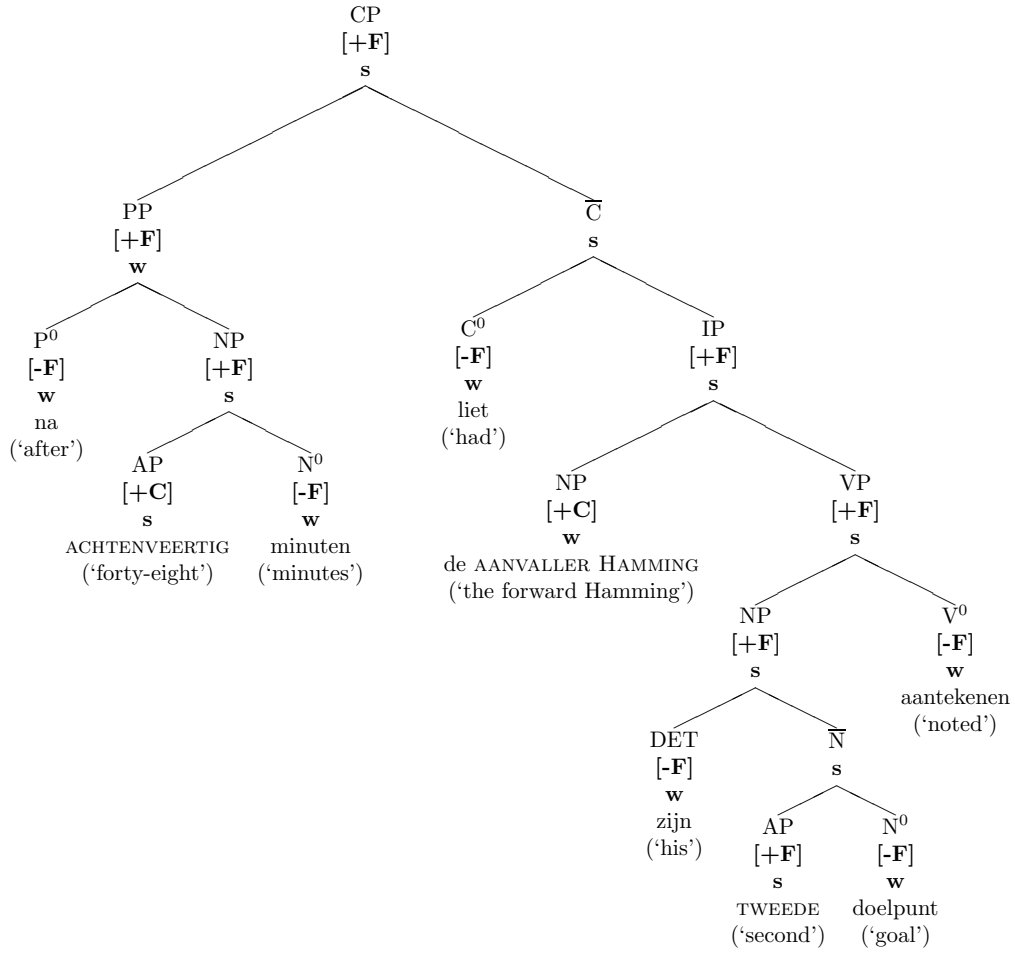 CP
[+F]
s
PP
[+F]
w
C̅
s
P⁰
[-F]
w
na
(‘after’)
NP
[+F]
s
C⁰
[-F]
w
liet
(‘had’)
IP
[+F]
s
AP
[+C]
s
ACHTENVEERTIG
(‘forty-eight’)
N⁰
[-F]
w
minuten
(‘minutes’)
NP
[+C]
w
de AANVALLER HAMMING
(‘the forward Hamming’)
VP
[+F]
s
NP
[+F]
s
V⁰
[-F]
w
aantekenen
(‘noted’)
DET
[-F]
w
zijn
(‘his’)
N̅
s
AP
[+F]
s
TWEEDE
(‘second’)
N⁰
[-F]
w
doelpunt
(‘goal’)